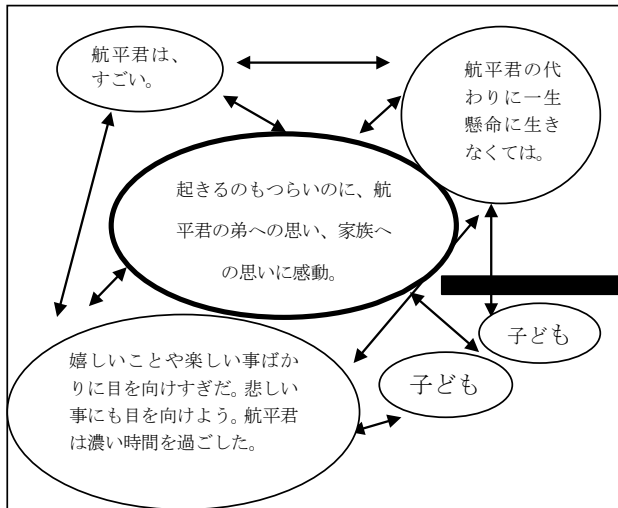 航平君は、
すごい。
航平君の代
わりに一生
懸命に生き
なくては。
起きるのもつらいのに、航
平君の弟への思い、家族へ
の思いに感動。
子ども
子ども
嬉しいことや楽しい事ばか
りに目を向けすぎだ。悲しい
事にも目を向けよう。航平君
は濃い時間を過ごした。